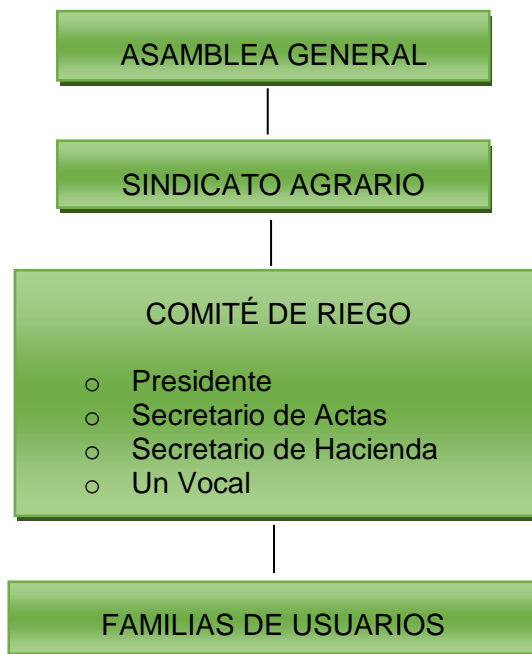 ASAMBLEA GENERAL
SINDICATO AGRARIO
COMITÉ DE RIEGO
o Presidente
o Secretario de Actas
o Secretario de Hacienda
o Un Vocal
FAMILIAS DE USUARIOS